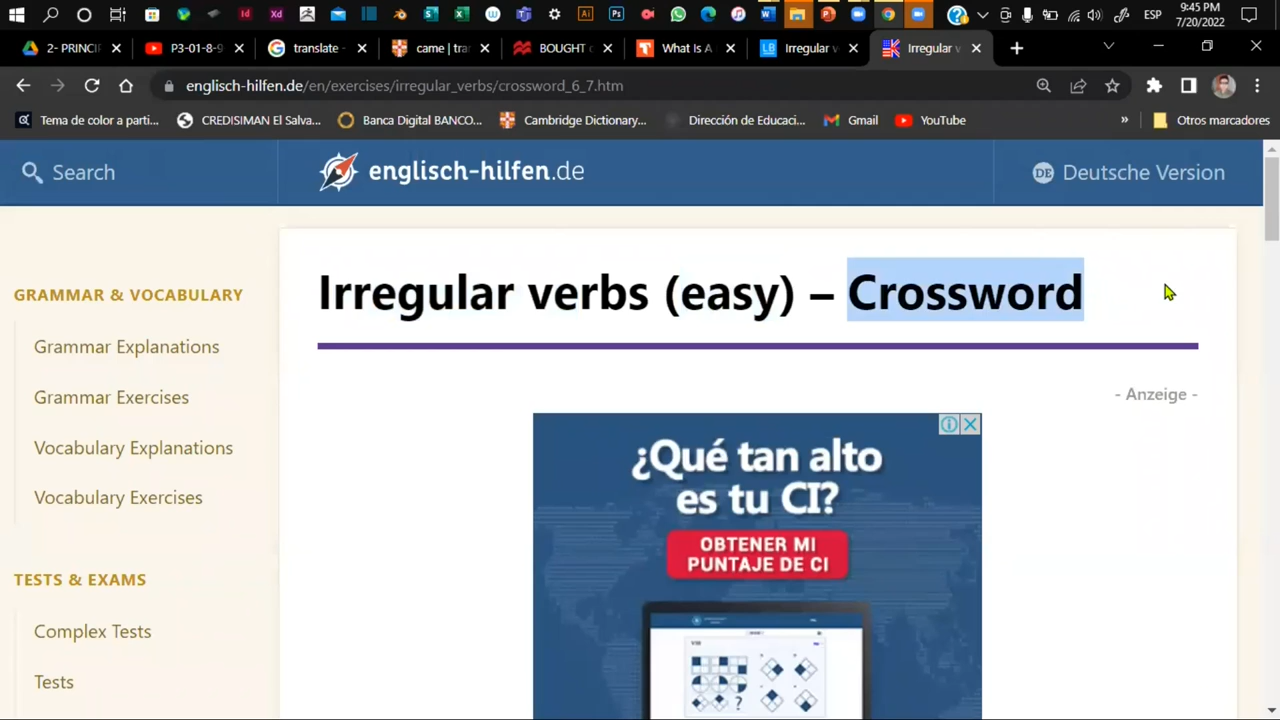 9:45 PM
ESP
7/20/2022
2- PRINCIP
P3-I1-8-9
translate -
came | tra
BOUGHT
What Is A
Irregular v
Irregular v
englisch-hilfen.de/en/exercises/irregular_verbs/crossword_6_7.htm
Tema de color a parti...
CREDISIMAN El Salva...
Banca Digital BANCO...
Cambridge Dictionary...
Dirección de Educaci...
Gmail
YouTube
»
Otros marcadores
Search
englisch-hilfen.de
DE Deutsche Version
Irregular verbs (easy) – Crossword
GRAMMAR & VOCABULARY
Grammar Explanations
Grammar Exercises
Vocabulary Explanations
Vocabulary Exercises
TESTS & EXAMS
Complex Tests
Tests
- Anzeige -
¿Qué tan alto
es tu CI?
OBTENER MI
PUNTAJE DE CI